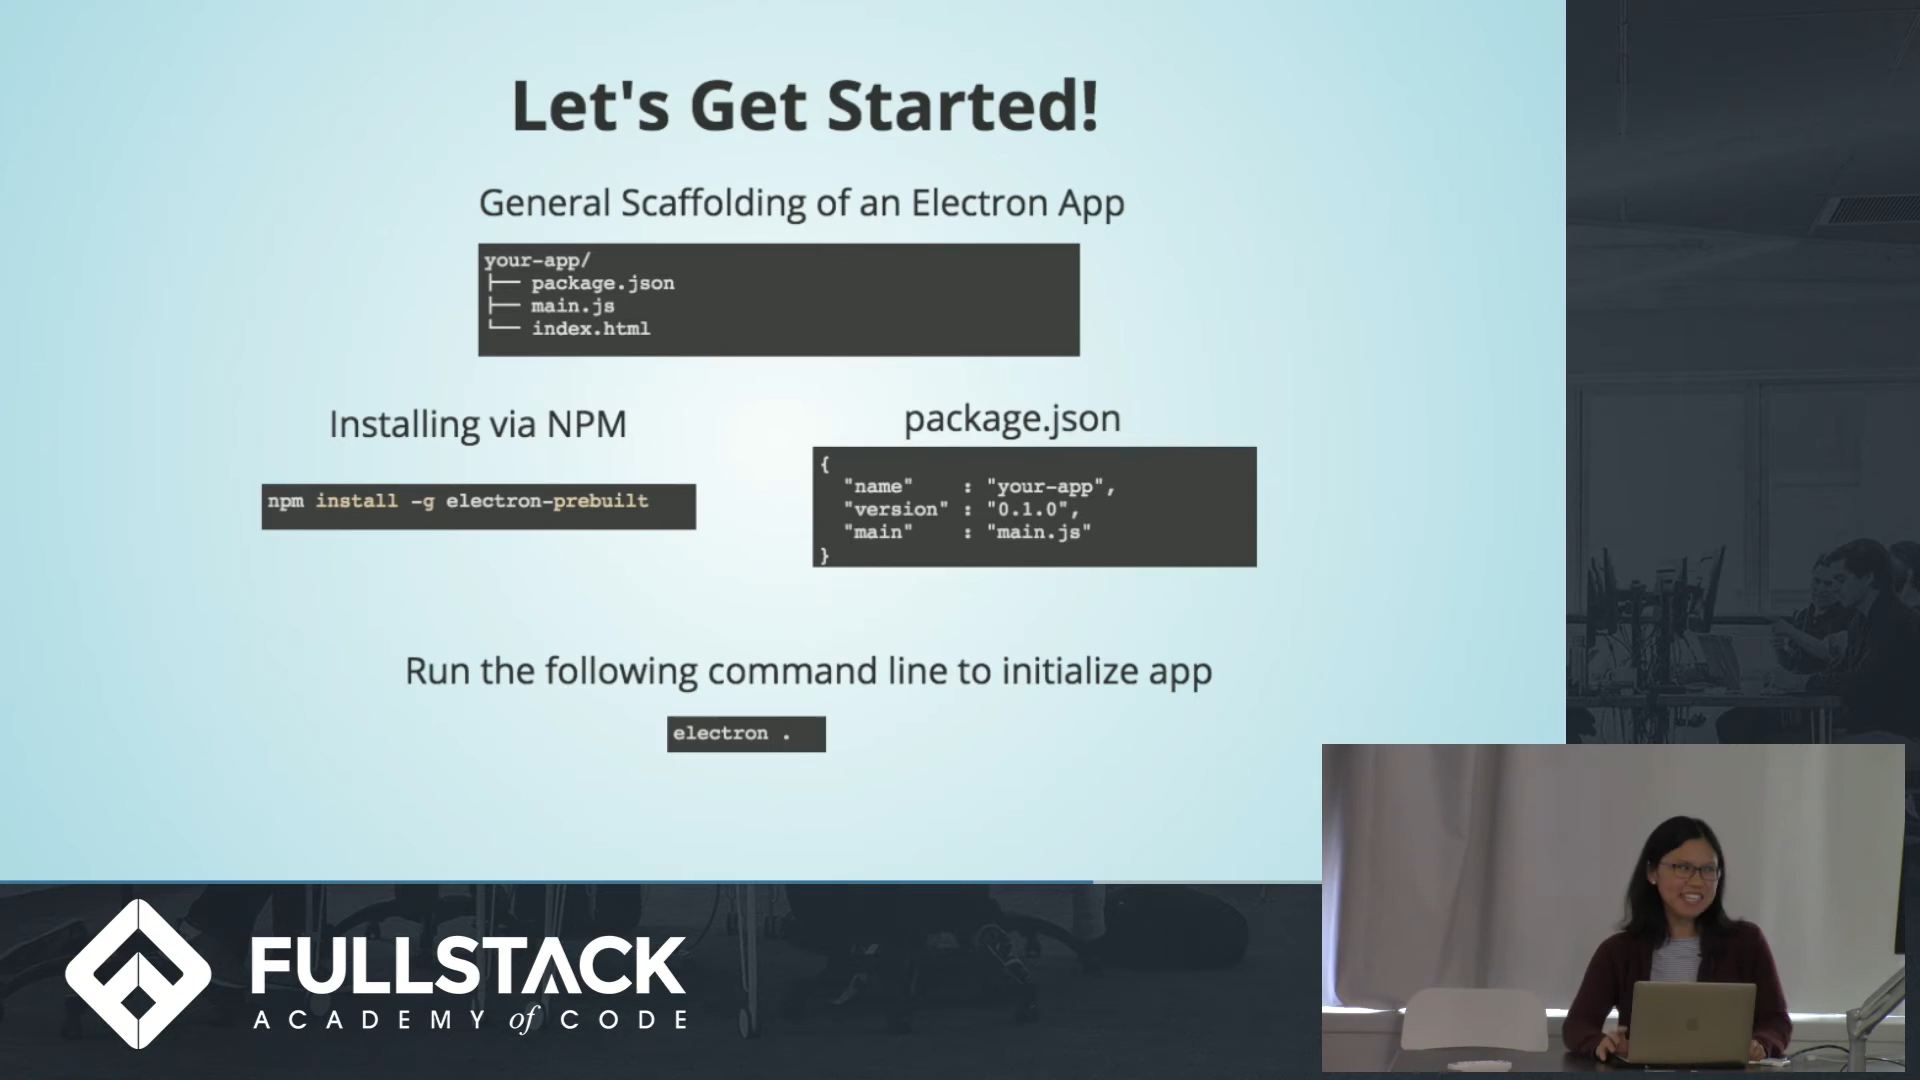 Let's Get Started!
General Scaffolding of an Electron App
your-app/
├── package.json
├── main.js
└── index.html
Installing via NPM
npm install -g electron-prebuilt
package.json
{
  "name"    : "your-app",
  "version" : "0.1.0",
  "main"    : "main.js"
}
Run the following command line to initialize app
electron .
FULLSTACK
ACADEMY of CODE